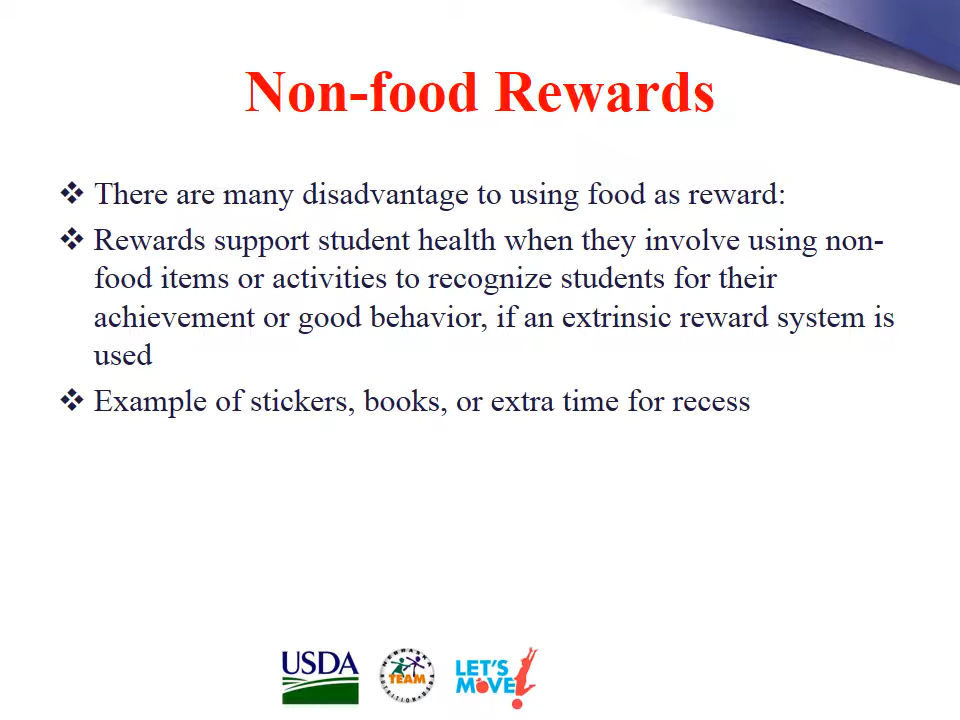 Non-food Rewards
There are many disadvantage to using food as reward:
Rewards support student health when they involve using non-
food items or activities to recognize students for their
achievement or good behavior, if an extrinsic reward system is
used
Example of stickers, books, or extra time for recess
USDA
NEBRASKA
TEAM
LET'S
MOVE!